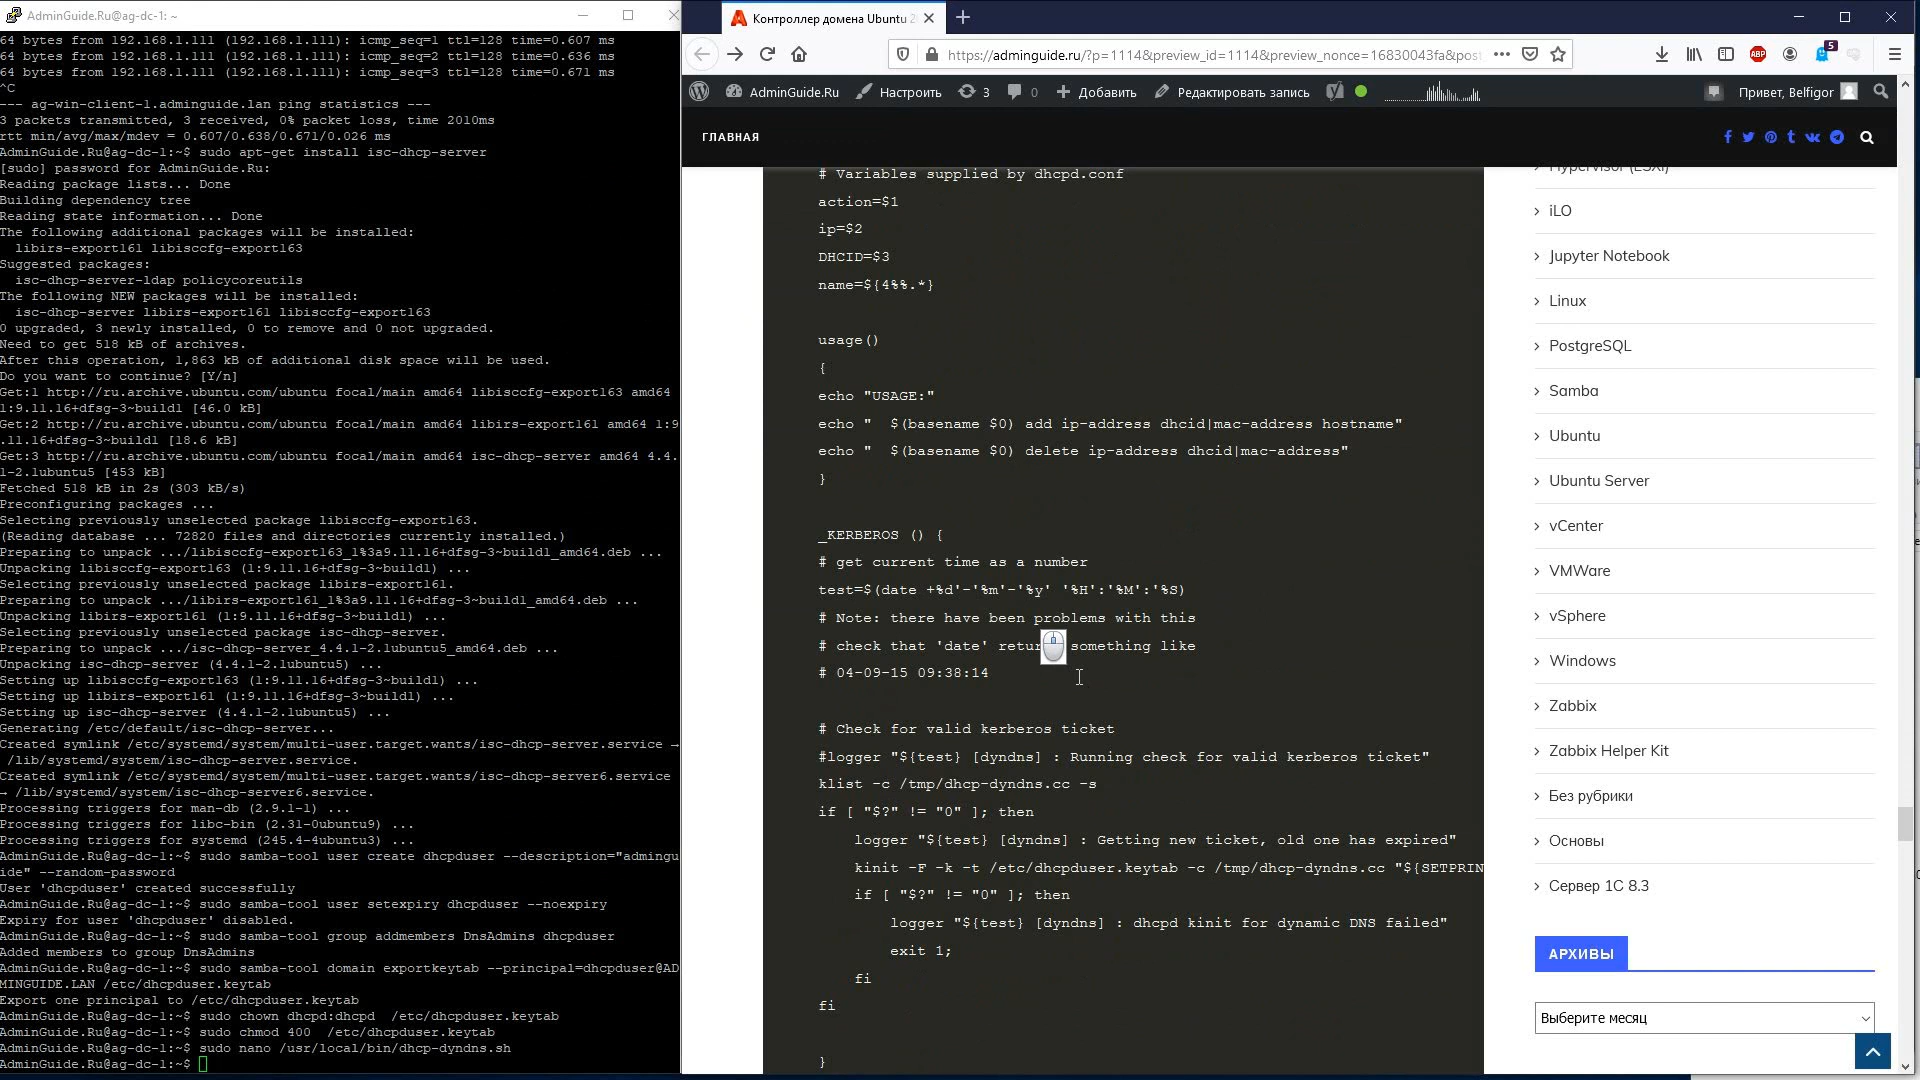 AdminGuide.Ru@ag-dc-1: ~
64 bytes from 192.168.1.111 (192.168.1.111): icmp_seq=1 ttl=128 time=0.607 ms
64 bytes from 192.168.1.111 (192.168.1.111): icmp_seq=2 ttl=128 time=0.636 ms
64 bytes from 192.168.1.111 (192.168.1.111): icmp_seq=3 ttl=128 time=0.671 ms
^C
--- ag-win-client-1.adminguide.lan ping statistics ---
3 packets transmitted, 3 received, 0% packet loss, time 2010ms
rtt min/avg/max/mdev = 0.607/0.638/0.671/0.026 ms
AdminGuide.Ru@ag-dc-1:~$ sudo apt-get install isc-dhcp-server
[sudo] password for AdminGuide.Ru:
Reading package lists... Done
Building dependency tree
Reading state information... Done
The following additional packages will be installed:
libirs-export161 libisccfg-export163
Suggested packages:
isc-dhcp-server-ldap policycoreutils
The following NEW packages will be installed:
isc-dhcp-server libirs-export161 libisccfg-export163
0 upgraded, 3 newly installed, 0 to remove and 0 not upgraded.
Need to get 518 kB of archives.
After this operation, 1,863 kB of additional disk space will be used.
Do you want to continue? [Y/n]
Get:1 http://ru.archive.ubuntu.com/ubuntu focal/main amd64 libisccfg-export163 amd64
1:9.11.16+dfsg-3~build1 [46.0 kB]
Get:2 http://ru.archive.ubuntu.com/ubuntu focal/main amd64 libirs-export161 amd64 1:9
.11.16+dfsg-3~build1 [18.6 kB]
Get:3 http://ru.archive.ubuntu.com/ubuntu focal/main amd64 isc-dhcp-server amd64 4.4.
1-2.1ubuntu5 [453 kB]
Fetched 518 kB in 2s (303 kB/s)
Preconfiguring packages ...
Selecting previously unselected package libisccfg-export163.
(Reading database ... 72820 files and directories currently installed.)
Preparing to unpack .../libisccfg-export163_1%3a9.11.16+dfsg-3~build1_amd64.deb ...
Unpacking libisccfg-export163 (1:9.11.16+dfsg-3~build1) ...
Selecting previously unselected package libirs-export161.
Preparing to unpack .../libirs-export161_1%3a9.11.16+dfsg-3~build1_amd64.deb ...
Unpacking libirs-export161 (1:9.11.16+dfsg-3~build1) ...
Selecting previously unselected package isc-dhcp-server.
Preparing to unpack .../isc-dhcp-server_4.4.1-2.1ubuntu5_amd64.deb ...
Unpacking isc-dhcp-server (4.4.1-2.1ubuntu5) ...
Setting up libisccfg-export163 (1:9.11.16+dfsg-3~build1) ...
Setting up libirs-export161 (1:9.11.16+dfsg-3~build1) ...
Setting up isc-dhcp-server (4.4.1-2.1ubuntu5) ...
Generating /etc/default/isc-dhcp-server...
Created symlink /etc/systemd/system/multi-user.target.wants/isc-dhcp-server.service →
/lib/systemd/system/isc-dhcp-server.service.
Created symlink /etc/systemd/system/multi-user.target.wants/isc-dhcp-server6.service
→ /lib/systemd/system/isc-dhcp-server6.service.
Processing triggers for man-db (2.9.1-1) ...
Processing triggers for libc-bin (2.31-0ubuntu9) ...
Processing triggers for systemd (245.4-4ubuntu3) ...
AdminGuide.Ru@ag-dc-1:~$ sudo samba-tool user create dhcpduser --description="admingu
ide" --random-password
User 'dhcpduser' created successfully
AdminGuide.Ru@ag-dc-1:~$ sudo samba-tool user setexpiry dhcpduser --noexpiry
Expiry for user 'dhcpduser' disabled.
AdminGuide.Ru@ag-dc-1:~$ sudo samba-tool group addmembers DnsAdmins dhcpduser
Added members to group DnsAdmins
AdminGuide.Ru@ag-dc-1:~$ sudo samba-tool domain exportkeytab --principal=dhcpduser@AD
MINGUIDE.LAN /etc/dhcpduser.keytab
Export one principal to /etc/dhcpduser.keytab
AdminGuide.Ru@ag-dc-1:~$ sudo chown dhcpd:dhcpd  /etc/dhcpduser.keytab
AdminGuide.Ru@ag-dc-1:~$ sudo chmod 400  /etc/dhcpduser.keytab
AdminGuide.Ru@ag-dc-1:~$ sudo nano /usr/local/bin/dhcp-dyndns.sh
AdminGuide.Ru@ag-dc-1:~$
Контроллер домена Ubuntu 2
https://adminguide.ru/?p=1114&preview_id=1114&preview_nonce=16830043fa&post
ABP
5
AdminGuide.Ru
Настроить
3
0
Добавить
Редактировать запись
Привет, Belfigor
ГЛАВНАЯ
# Variables supplied by dhcpd.conf
action=$1
ip=$2
DHCID=$3
name=${4%%.*}
usage()
{
echo "USAGE:"
echo "  $(basename $0) add ip-address dhcid|mac-address hostname"
echo "  $(basename $0) delete ip-address dhcid|mac-address"
}
_KERBEROS () {
# get current time as a number
test=$(date +%d'-'%m'-'%y' '%H':'%M':'%S)
# Note: there have been problems with this
# check that 'date' retur something like
# 04-09-15 09:38:14
# Check for valid kerberos ticket
#logger "${test} [dyndns] : Running check for valid kerberos ticket"
klist -c /tmp/dhcp-dyndns.cc -s
if [ "$?" != "0" ]; then
logger "${test} [dyndns] : Getting new ticket, old one has expired"
kinit -F -k -t /etc/dhcpduser.keytab -c /tmp/dhcp-dyndns.cc "${SETPRIN
if [ "$?" != "0" ]; then
logger "${test} [dyndns] : dhcpd kinit for dynamic DNS failed"
exit 1;
fi
fi
}
Hypervisor (ESXi)
iLO
Jupyter Notebook
Linux
PostgreSQL
Samba
Ubuntu
Ubuntu Server
vCenter
VMWare
vSphere
Windows
Zabbix
Zabbix Helper Kit
Без рубрики
Основы
Сервер 1С 8.3
АРХИВЫ
Выберите месяц